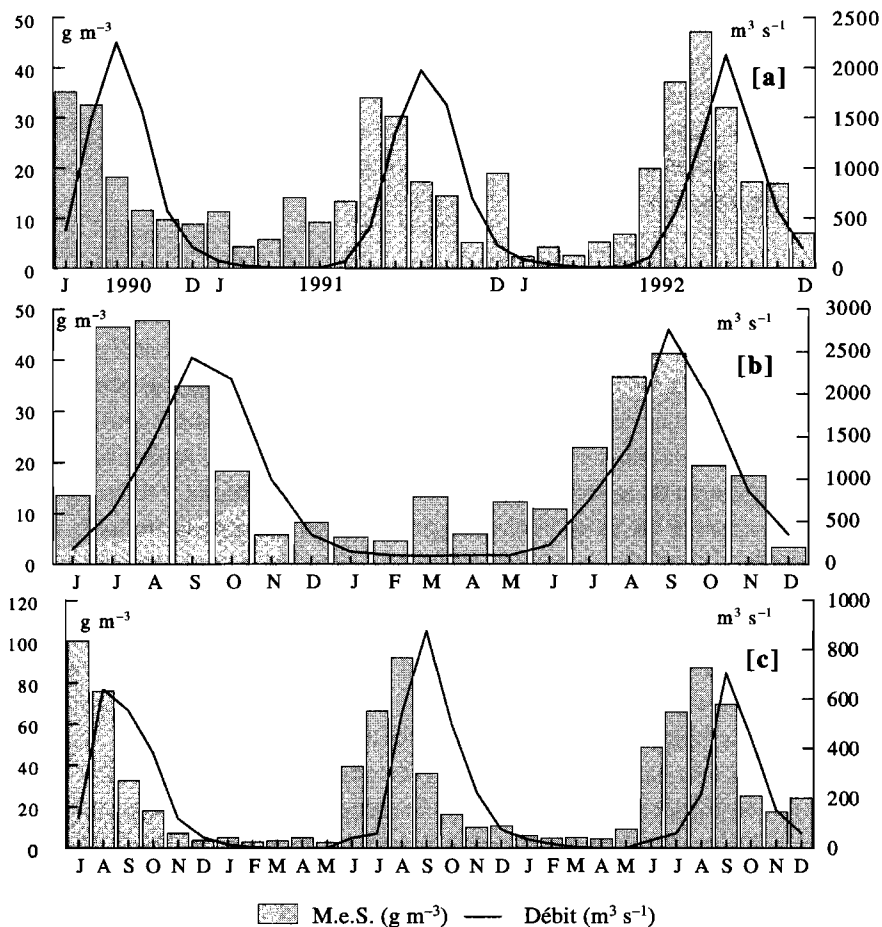 g m⁻³ m³ s⁻¹
50 2500
40 [a] 2000
30 1500
20 1000
10 500
0 0
J 1990 D J 1991 D J 1992 D
g m⁻³ m³ s⁻¹
50 3000
40 [b] 2500
2000
30 1500
20 1000
10 500
0 0
J J A S O N D J F M A M J J A S O N D
g m⁻³ m³ s⁻¹
120 1000
100 [c] 800
80 600
60
40 400
20 200
0 0
J A S O N D J F M A M J J A S O N D J F M A M J J A S O N D
M.e.S. (g m⁻³) Débit (m³ s⁻¹)